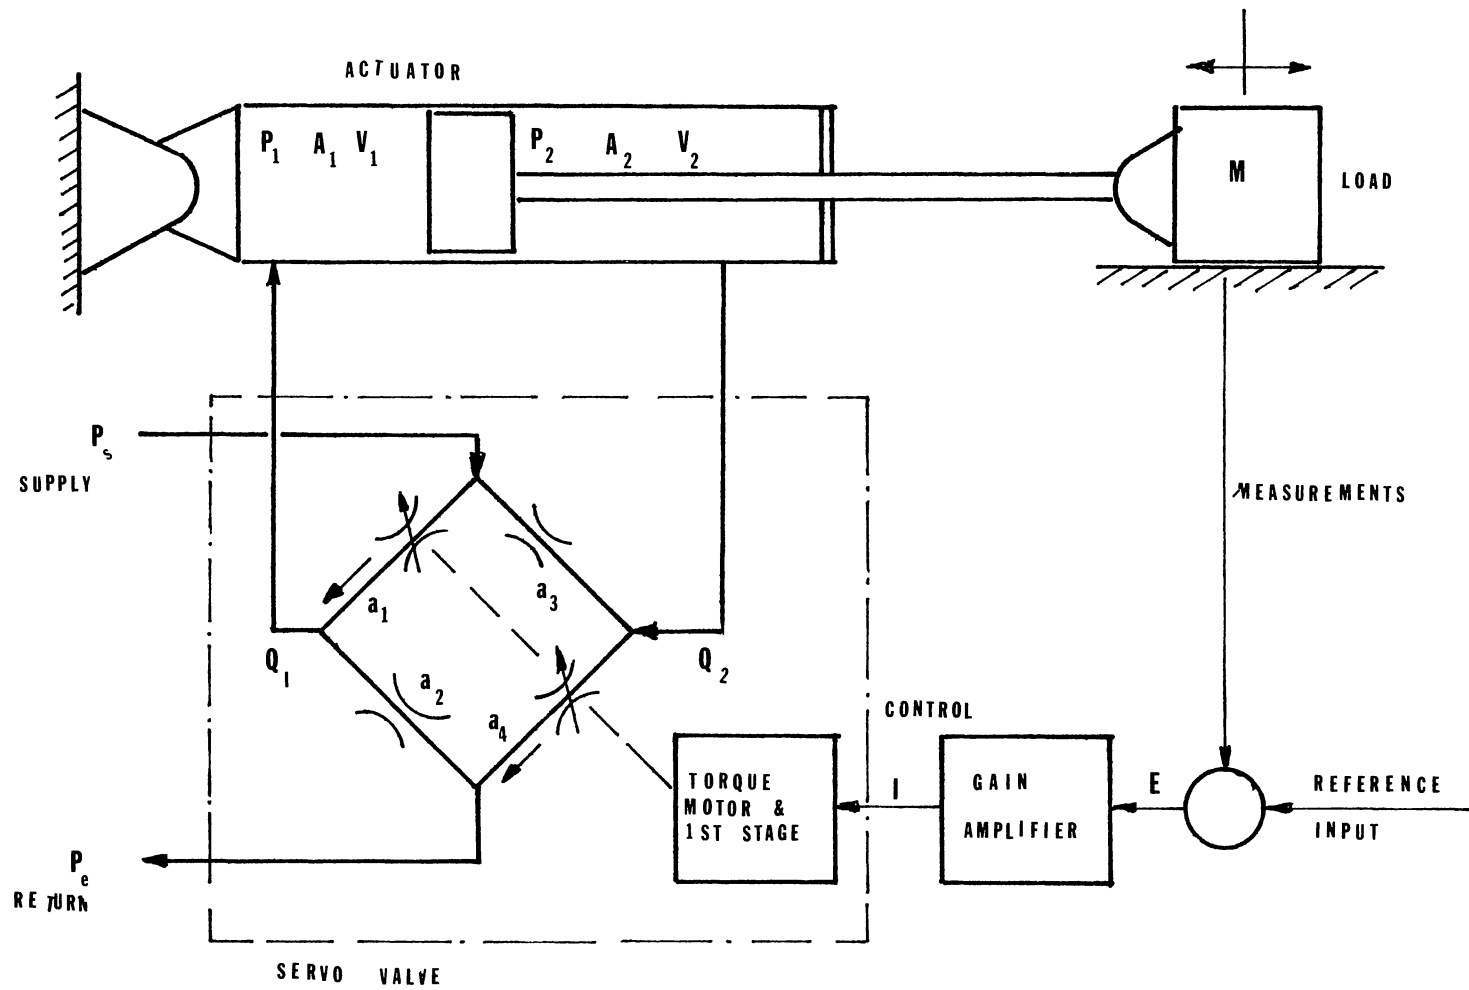 ACTUATOR
P1 A1 V1
P2 A2 V2
M
LOAD
Ps
SUPPLY
MEASUREMENTS
a1
a3
Q1
a2
Q2
a4
CONTROL
TORQUE
MOTOR &
1ST STAGE
I
GAIN
AMPLIFIER
E
REFERENCE
INPUT
Pe
RETURN
SERVO VALVE